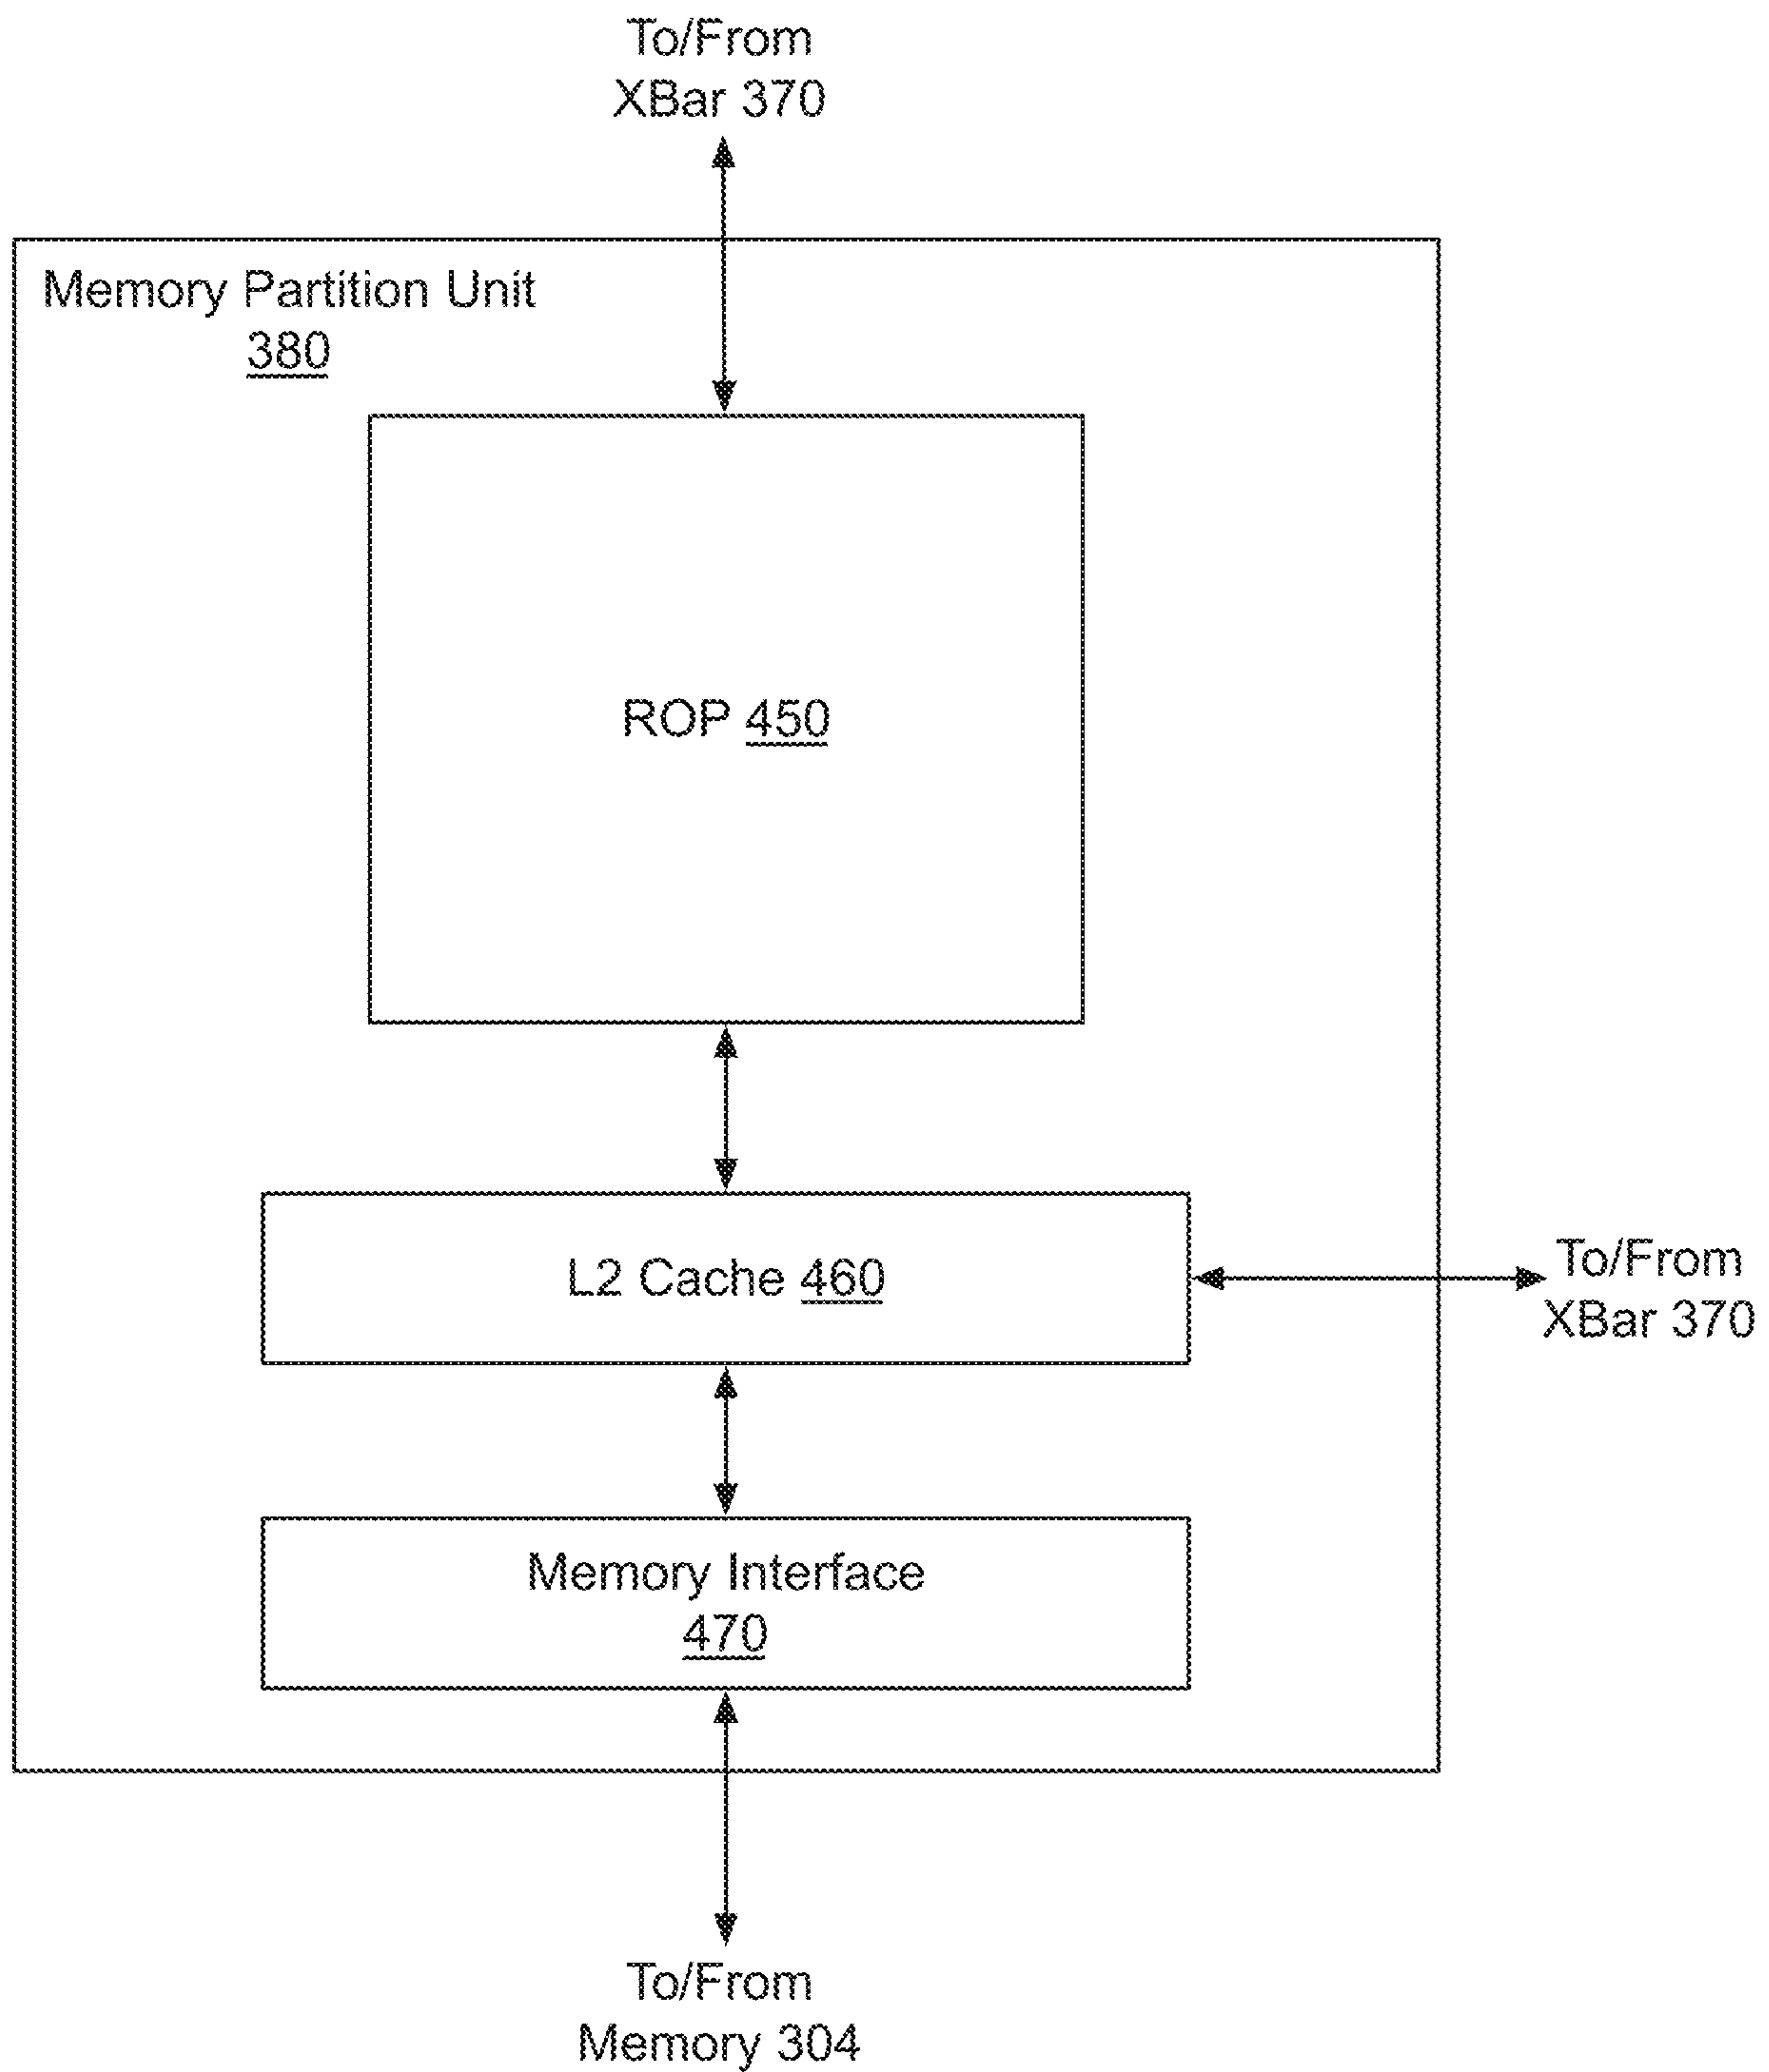 To/From
XBar 370
Memory Partition Unit
380
ROP 450
L2 Cache 460
To/From
XBar 370
Memory Interface
470
To/From
Memory 304